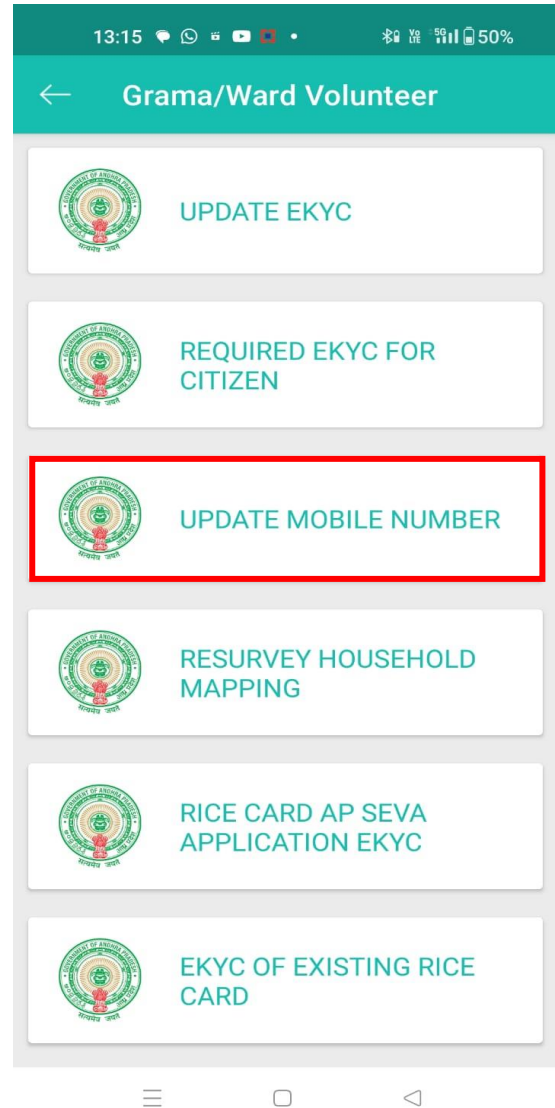 13:15 50%
Grama/Ward Volunteer
UPDATE EKYC
REQUIRED EKYC FOR
CITIZEN
UPDATE MOBILE NUMBER
RESURVEY HOUSEHOLD
MAPPING
RICE CARD AP SEVA
APPLICATION EKYC
EKYC OF EXISTING RICE
CARD